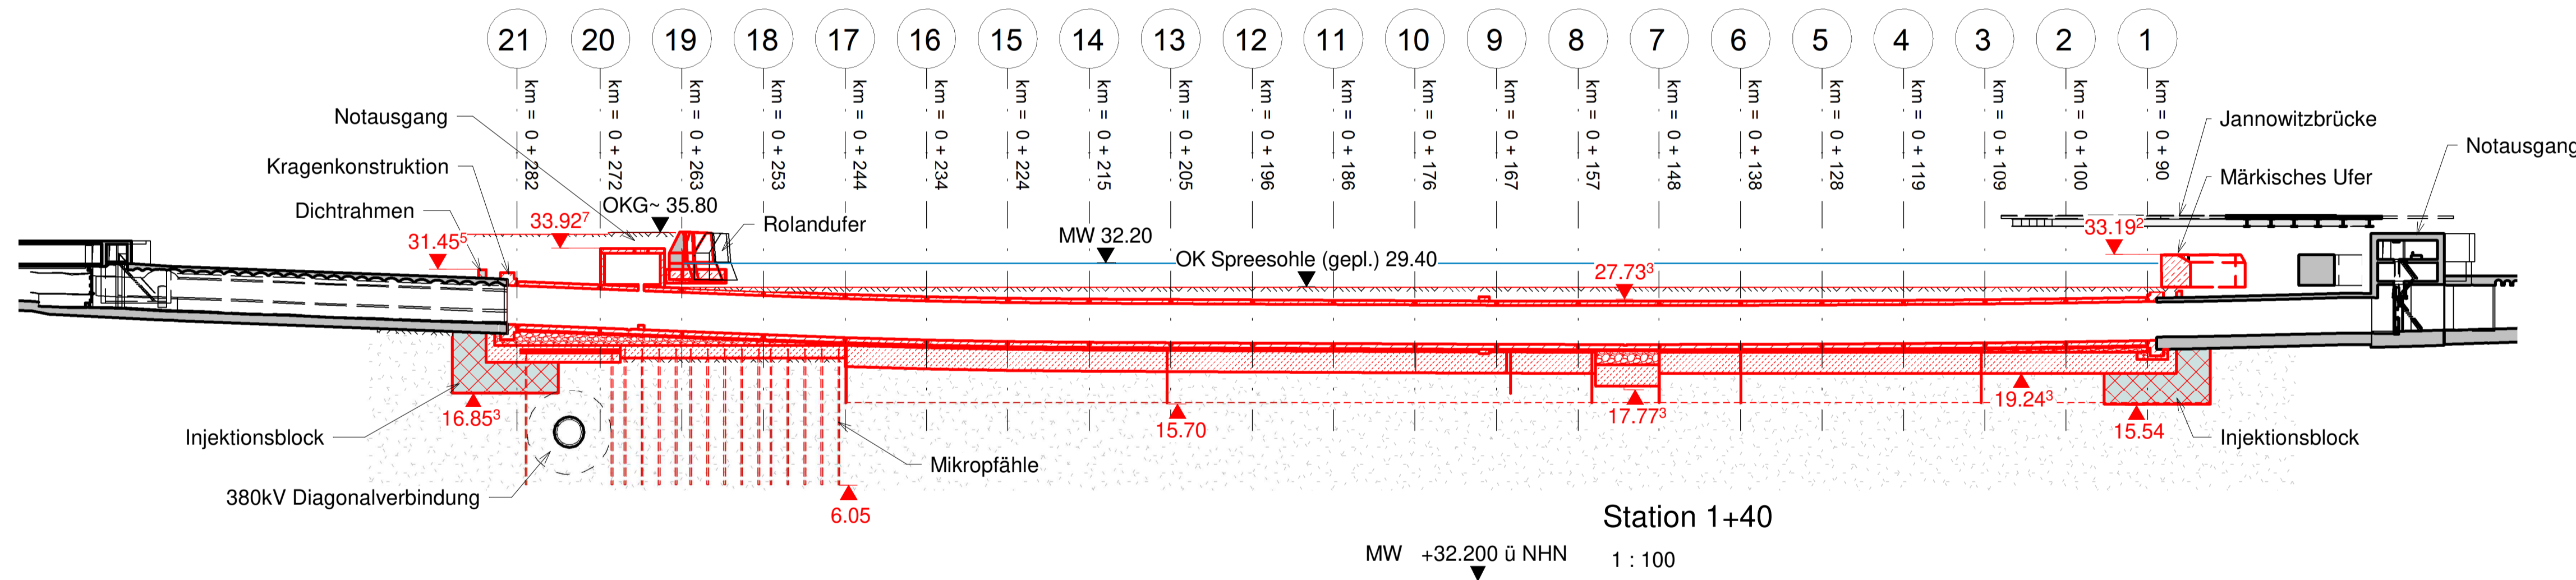 21 20 19 18 17 16 15 14 13 12 11 10 9 8 7 6 5 4 3 2 1
km = 0 + 282
km = 0 + 272
km = 0 + 263
km = 0 + 253
km = 0 + 244
km = 0 + 234
km = 0 + 224
km = 0 + 215
km = 0 + 205
km = 0 + 196
km = 0 + 186
km = 0 + 176
km = 0 + 167
km = 0 + 157
km = 0 + 148
km = 0 + 138
km = 0 + 128
km = 0 + 119
km = 0 + 109
km = 0 + 100
km = 0 + 90
Notausgang
Kragenkonstruktion
Dichtrahmen
31.45⁵
33.92⁷
OKG~ 35.80
Rolandufer
MW 32.20
OK Spreesohle (gepl.) 29.40
27.73³
33.19²
Jannowitzbrücke
Notausgang
Märkisches Ufer
16.85³
15.70
17.77³
19.24³
15.54
Injektionsblock
Injektionsblock
Mikropfähle
380kV Diagonalverbindung
6.05
Station 1+40
MW +32.200 ü NHN 1 : 100